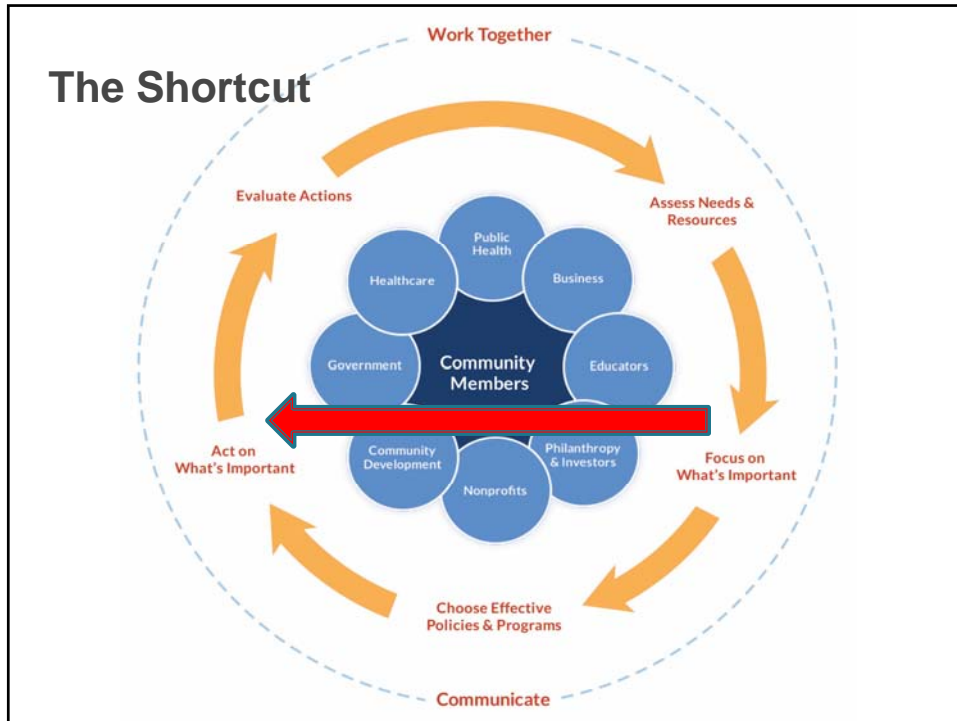 Work Together
The Shortcut
Evaluate Actions
Assess Needs &
Resources
Public
Health
Healthcare
Business
Government
Community
Members
Educators
Act on
What's Important
Community
Development
Philanthropy
& Investors
Focus on
What's Important
Nonprofits
Choose Effective
Policies & Programs
Communicate